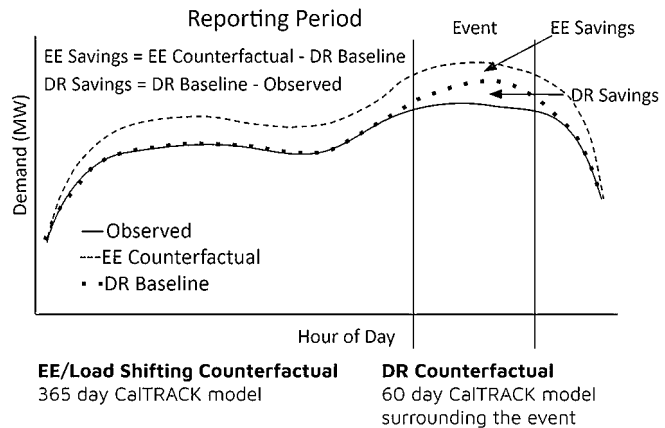 Reporting Period
Event
EE Savings
EE Savings = EE Counterfactual - DR Baseline
DR Savings = DR Baseline - Observed
DR Savings
Demand (MW)
Observed
EE Counterfactual
DR Baseline
Hour of Day
EE/Load Shifting Counterfactual
365 day CalTRACK model
DR Counterfactual
60 day CalTRACK model
surrounding the event